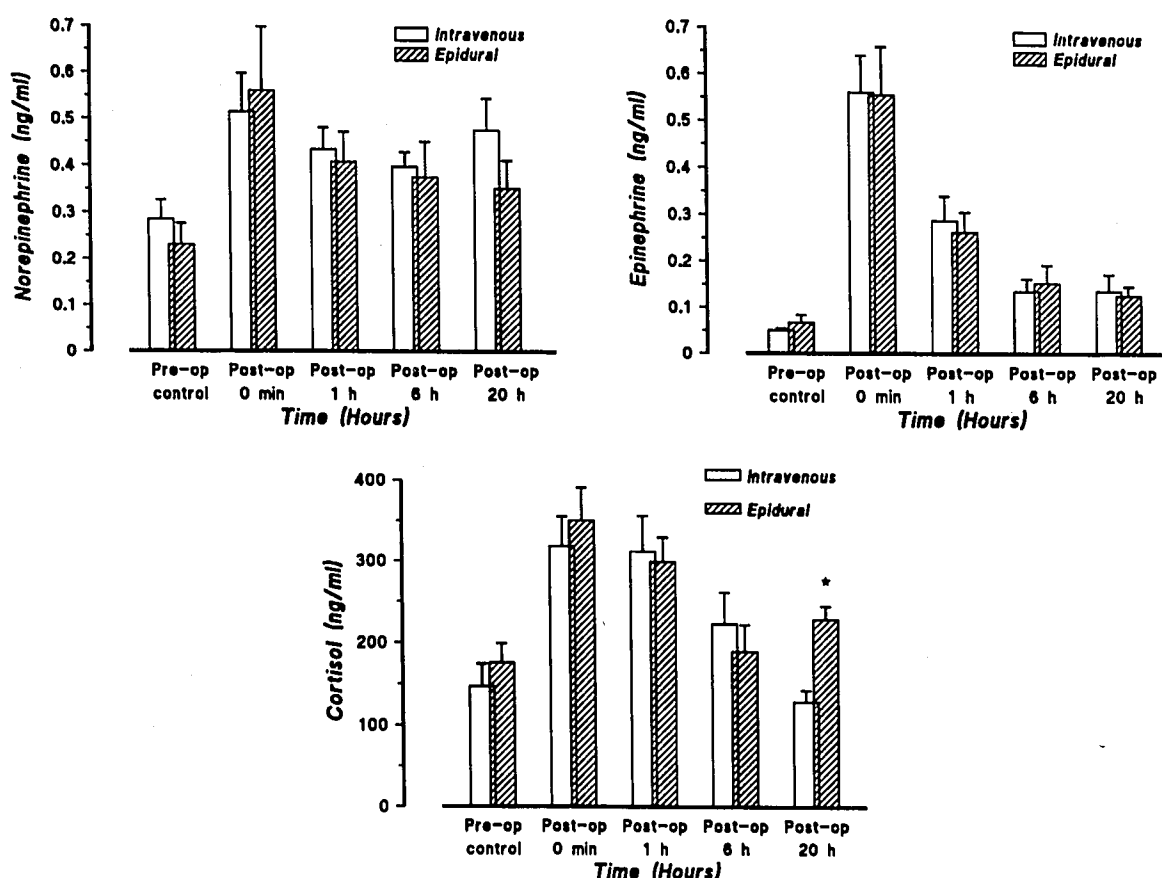 Norepinephrine (ng/ml)
0.7
0.6
0.5
0.4
0.3
0.2
0.1
0
Intravenous
Epidural
Pre-op Post-op Post-op Post-op Post-op
control 0 min 1 h 6 h 20 h
Time (Hours)
Epinephrine (ng/ml)
0.7
0.6
0.5
0.4
0.3
0.2
0.1
0
Intravenous
Epidural
Pre-op Post-op Post-op Post-op Post-op
control 0 min 1 h 6 h 20 h
Time (Hours)
Cortisol (ng/ml)
400
300
200
100
0
Intravenous
Epidural
*
Pre-op Post-op Post-op Post-op Post-op
control 0 min 1 h 6 h 20 h
Time (Hours)